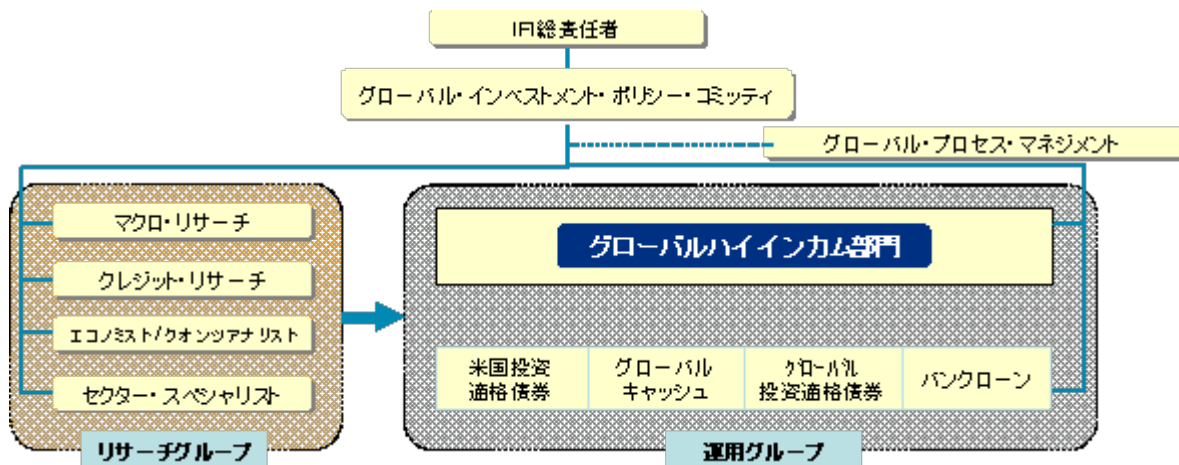 IFI総責任者
グローバル・インベストメント・ポリシー・コミッティ
グローバル・プロセス・マネジメント
マクロ・リサーチ
クレジット・リサーチ
エコノミスト/クオンツアナリスト
セクター・スペシャリスト
リサーチグループ
グローバルハイインカム部門
米国投資
適格債券
グローバル
キャッシュ
グローバル
投資適格債券
バンクローン
運用グループ